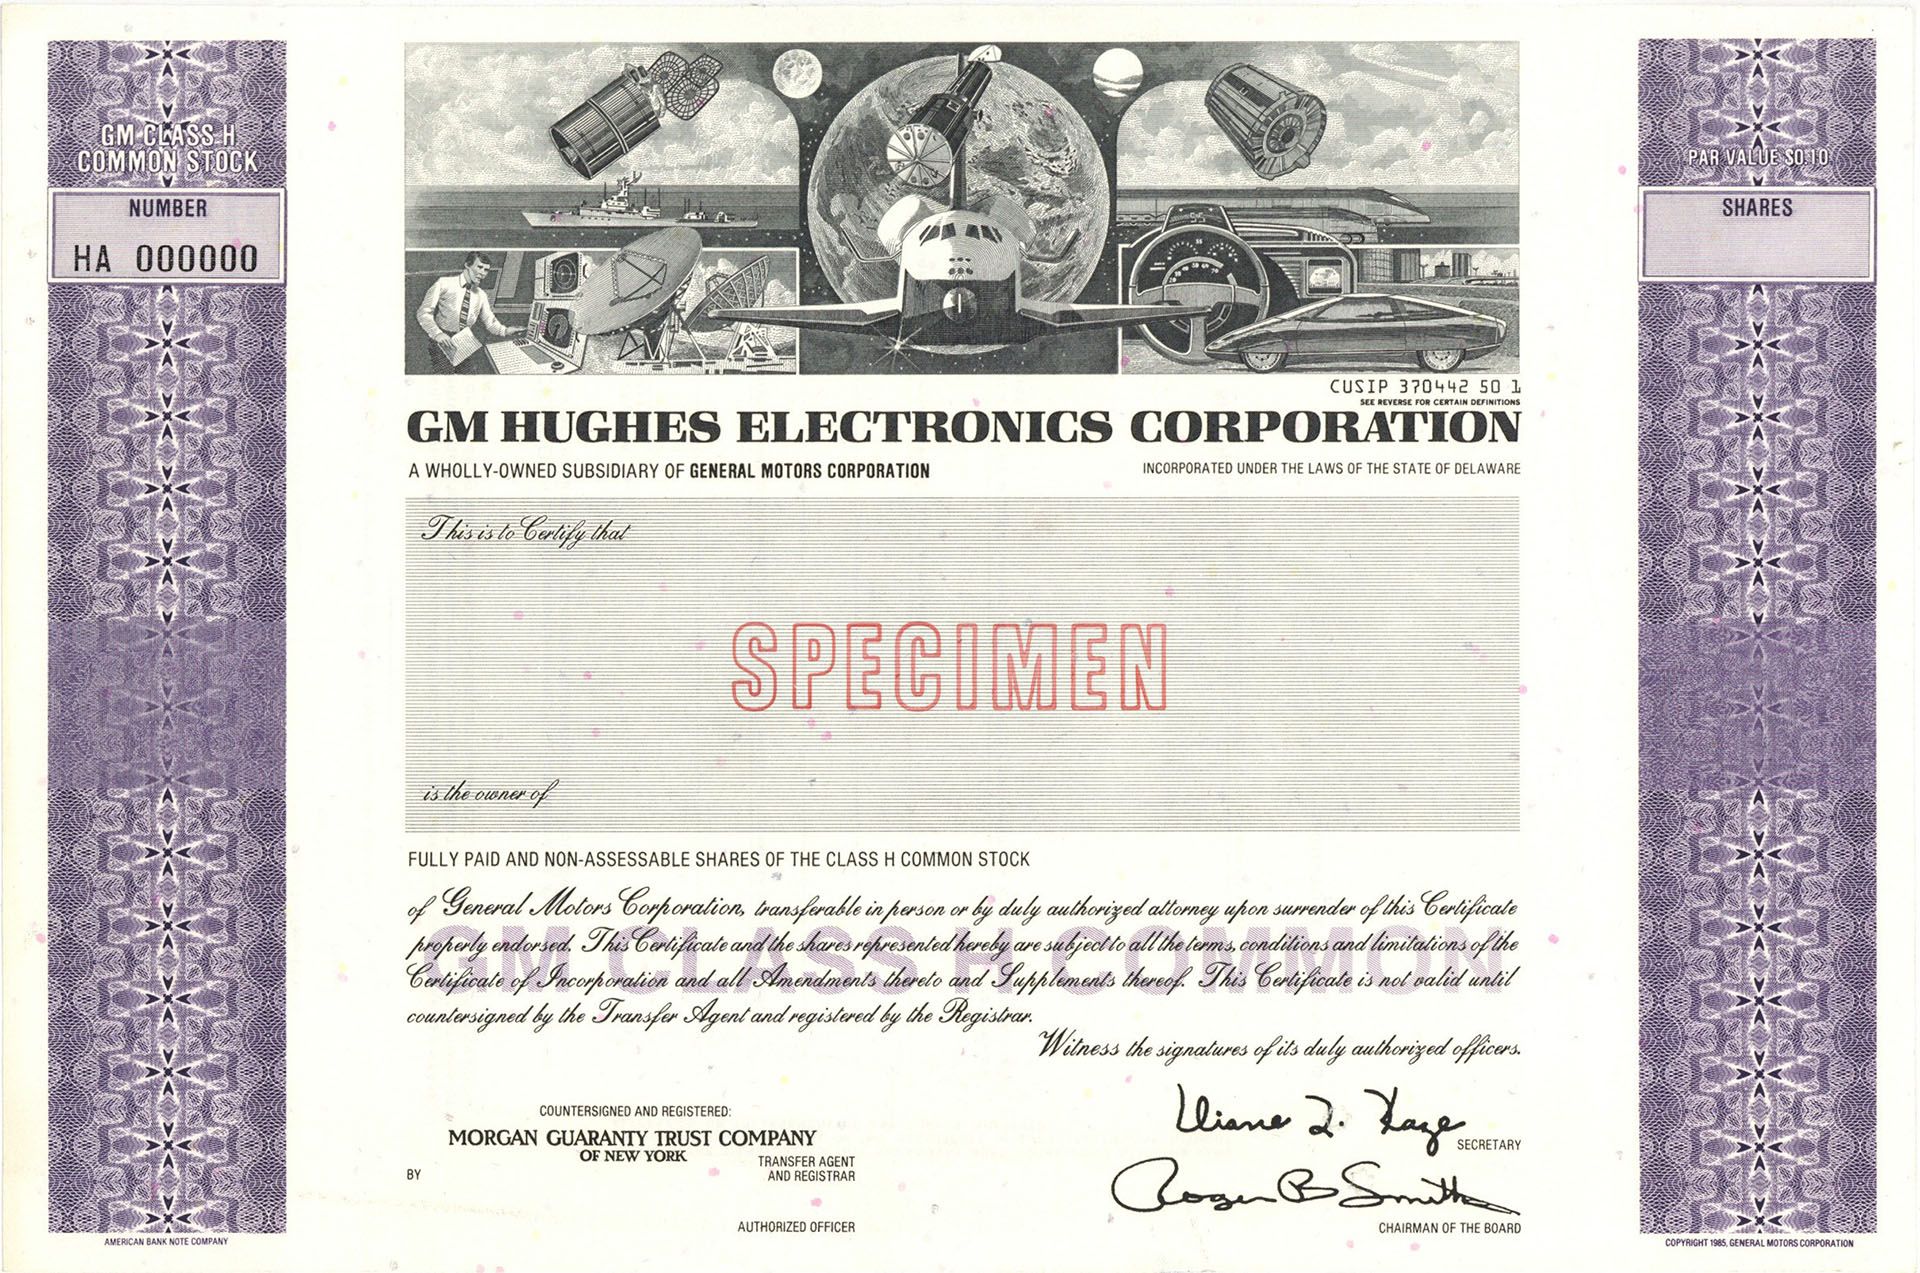 GM CLASS H
COMMON STOCK
NUMBER
HA 000000
PAR VALUE $0.10
SHARES
CUSIP 370442 50 1
SEE REVERSE FOR CERTAIN DEFINITIONS
GM HUGHES ELECTRONICS CORPORATION
A WHOLLY-OWNED SUBSIDIARY OF GENERAL MOTORS CORPORATION
INCORPORATED UNDER THE LAWS OF THE STATE OF DELAWARE
This is to Certify that
SPECIMEN
is the owner of
FULLY PAID AND NON-ASSESSABLE SHARES OF THE CLASS H COMMON STOCK
of General Motors Corporation, transferable in person or by duly authorized attorney upon surrender of this Certificate
properly endorsed. This Certificate and the shares represented hereby are subject to all the terms, conditions and limitations of the
Certificate of Incorporation and all Amendments thereto and Supplements thereof. This Certificate is not valid until
countersigned by the Transfer Agent and registered by the Registrar.
GM CLASS H COMMON
Witness the signatures of its duly authorized officers.
COUNTERSIGNED AND REGISTERED:
MORGAN GUARANTY TRUST COMPANY
OF NEW YORK
TRANSFER AGENT
AND REGISTRAR
BY
AUTHORIZED OFFICER
Diane L. Kaye
SECRETARY
Roger B Smith
CHAIRMAN OF THE BOARD
AMERICAN BANK NOTE COMPANY
COPYRIGHT 1985, GENERAL MOTORS CORPORATION